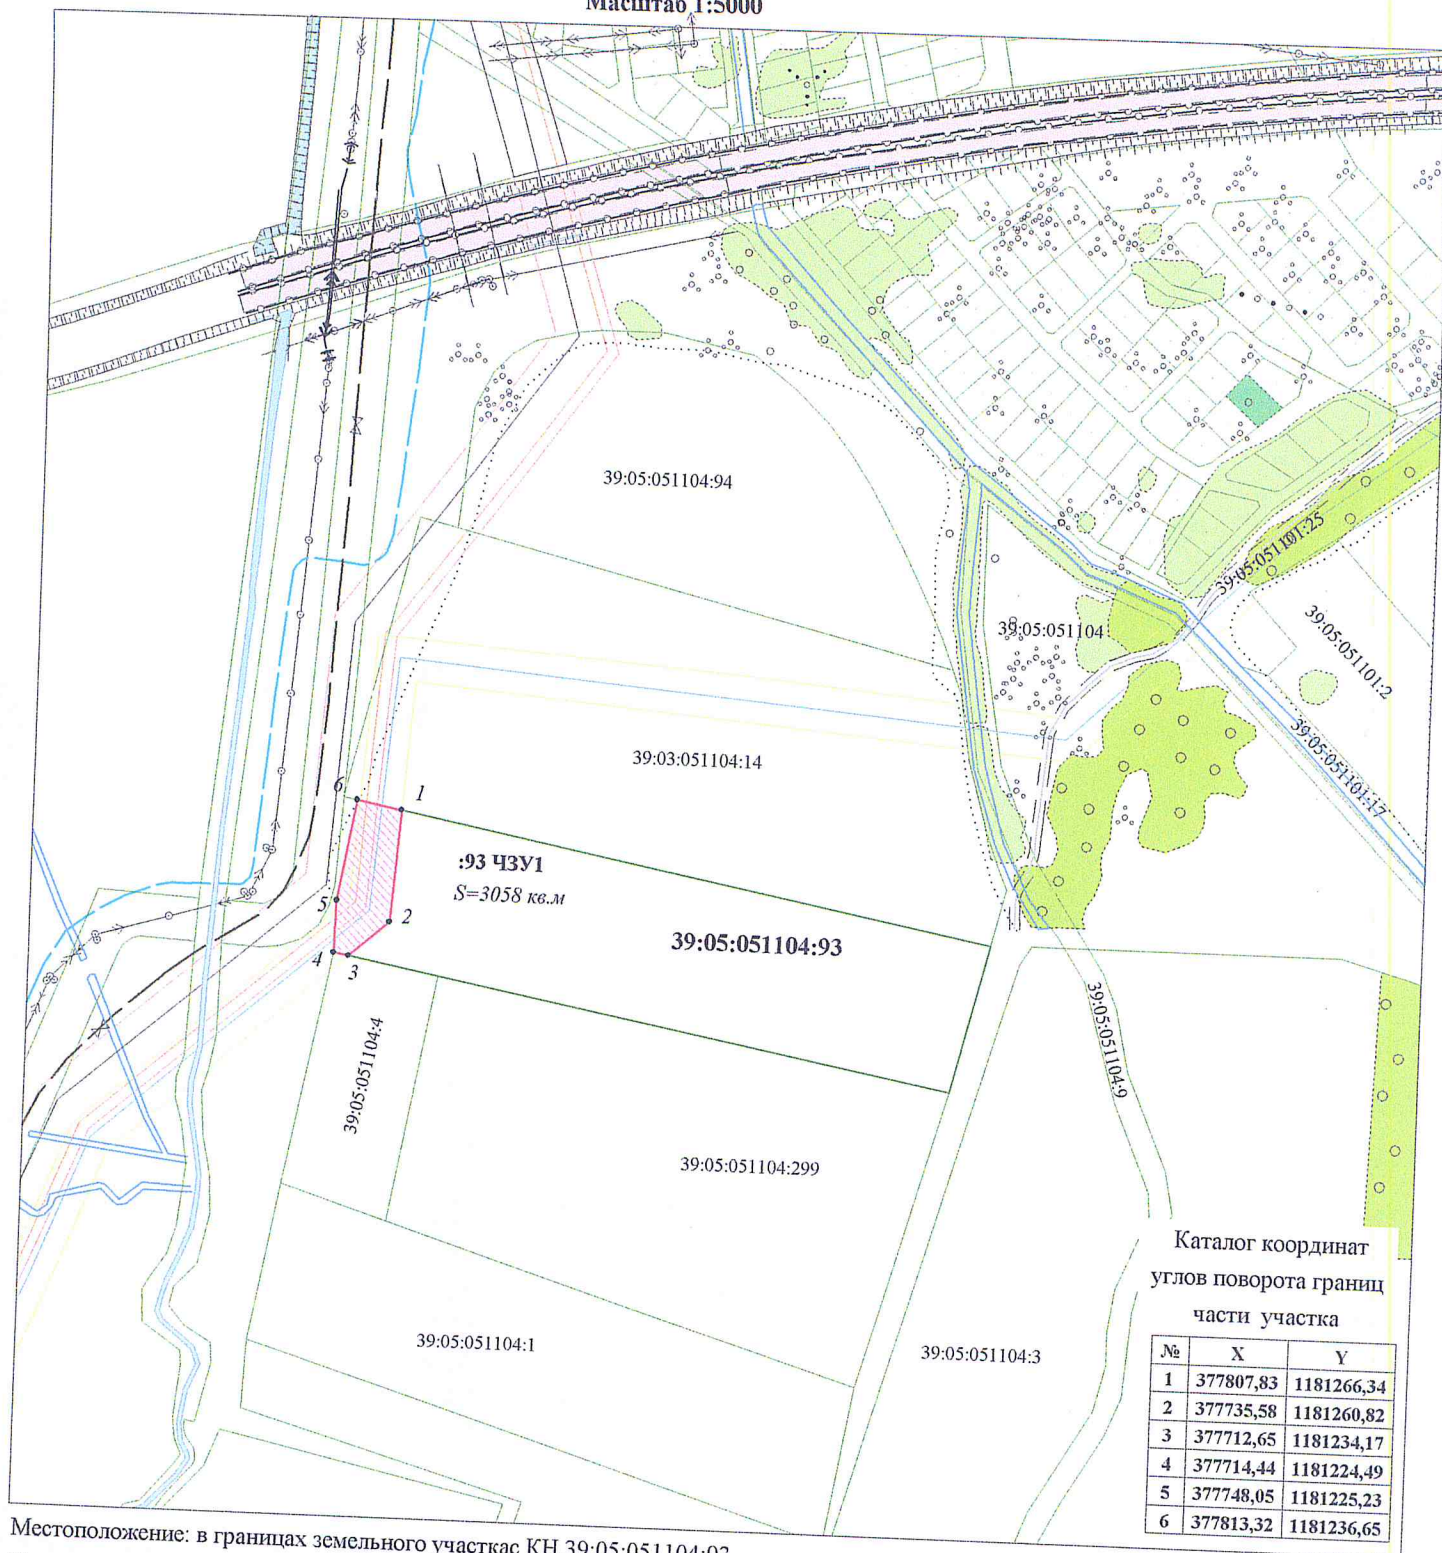 Масштаб 1:5000
39:05:051104:94
39:05:051101:25
39:05:051104
39:05:051101:2
39:05:051101:17
39:03:051104:14
6
1
:93 ЧЗУ1
S=3058 кв.м
5
2
39:05:051104:93
4
3
39:05:051104:4
39:05:051104:9
39:05:051104:299
39:05:051104:1
39:05:051104:3
Каталог координат
углов поворота границ
части участка
№ X Y
1 377807,83 1181266,34
2 377735,58 1181260,82
3 377712,65 1181234,17
4 377714,44 1181224,49
5 377748,05 1181225,23
6 377813,32 1181236,65
Местоположение: в границах земельного участкас КН 39:05:051104:93